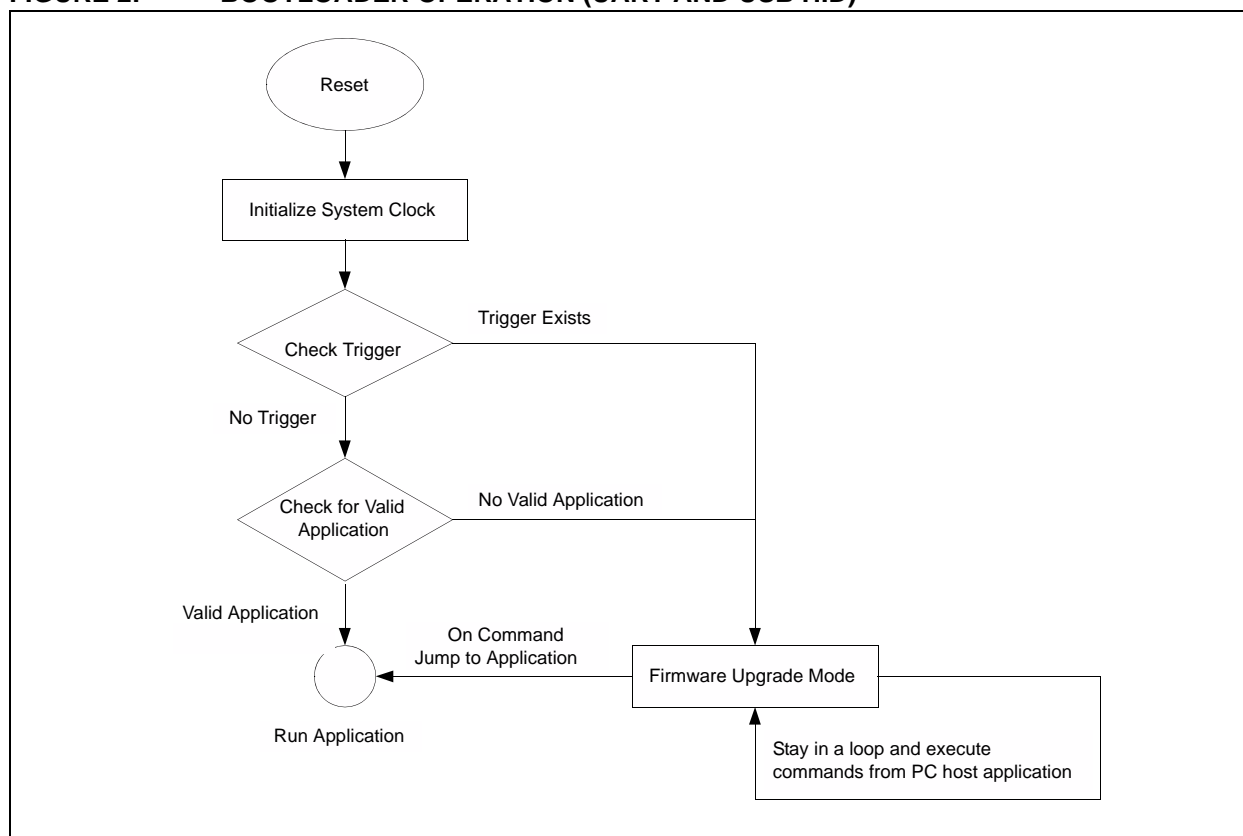 Reset
Initialize System Clock
Trigger Exists
Check Trigger
No Trigger
Check for Valid
Application
No Valid Application
Valid Application
On Command
Jump to Application
Firmware Upgrade Mode
Run Application
Stay in a loop and execute
commands from PC host application